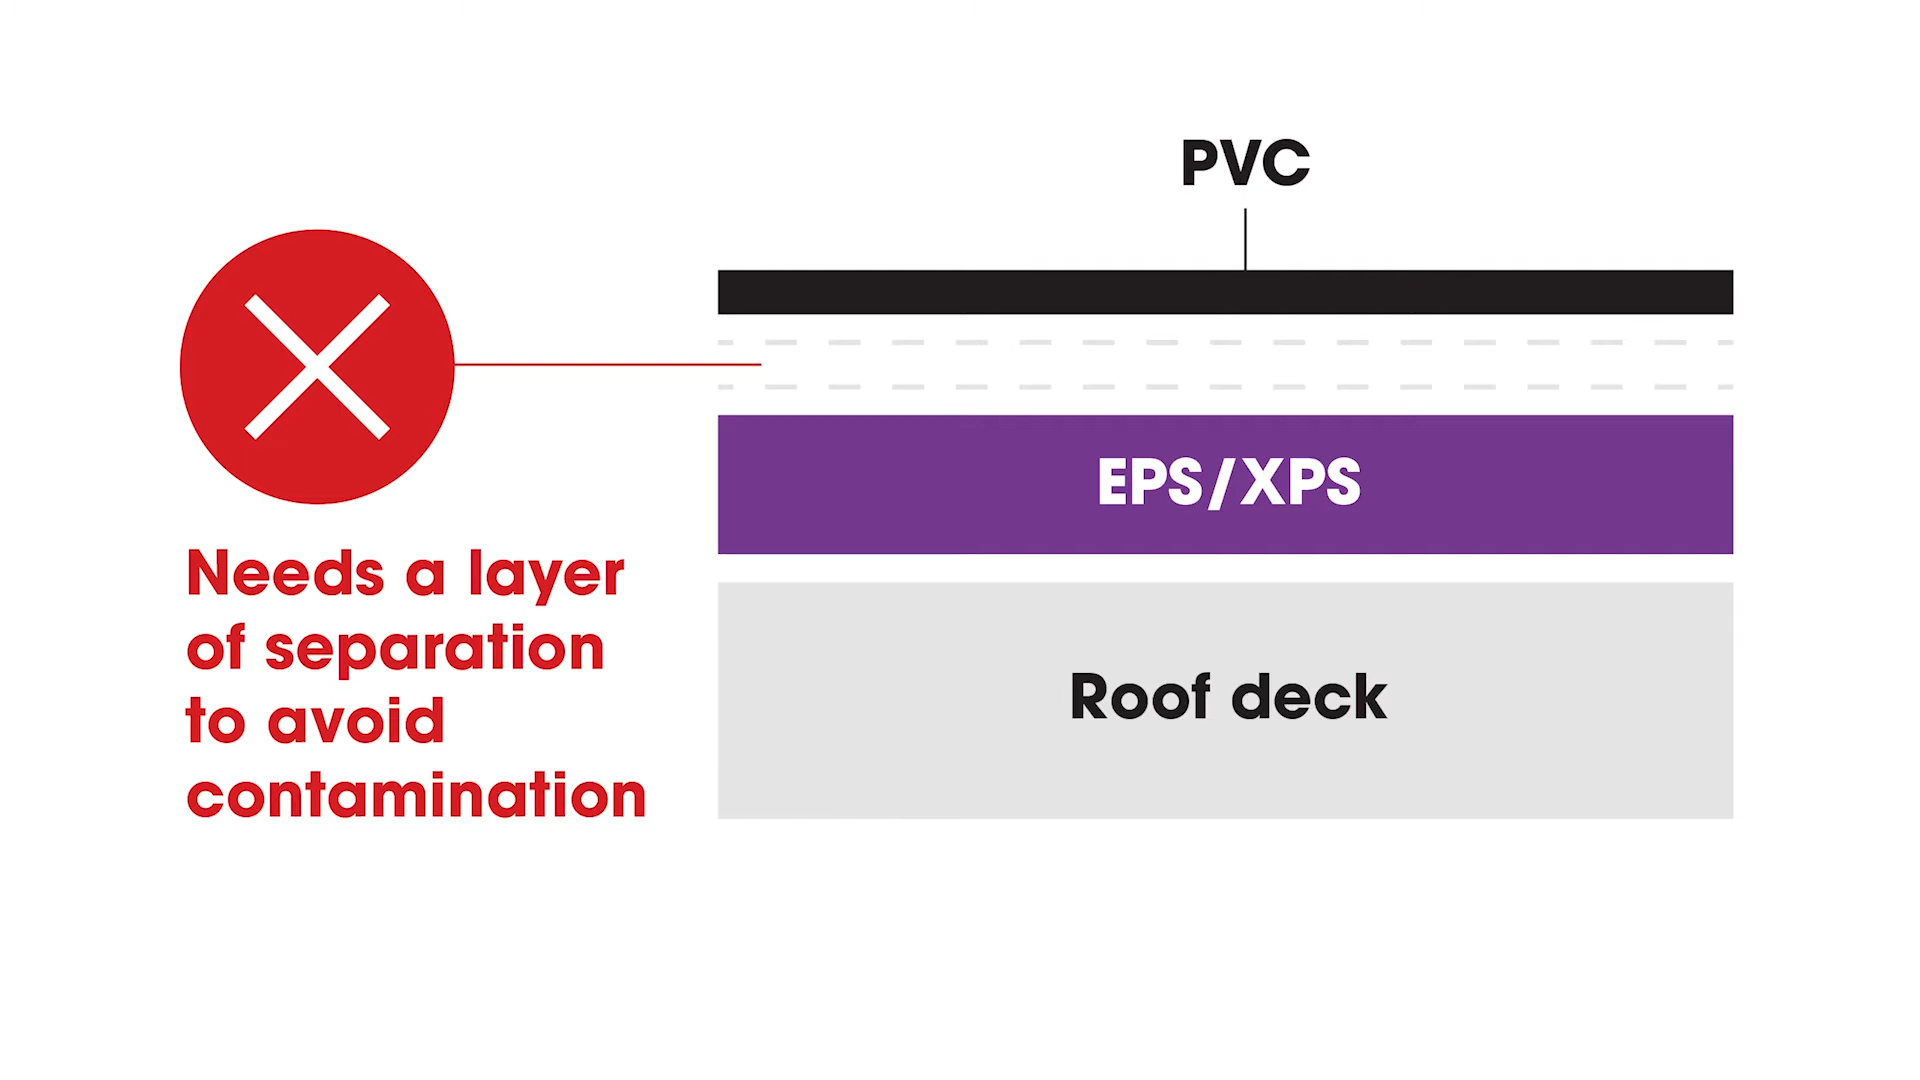 PVC
EPS/XPS
Roof deck
Needs a layer
of separation
to avoid
contamination